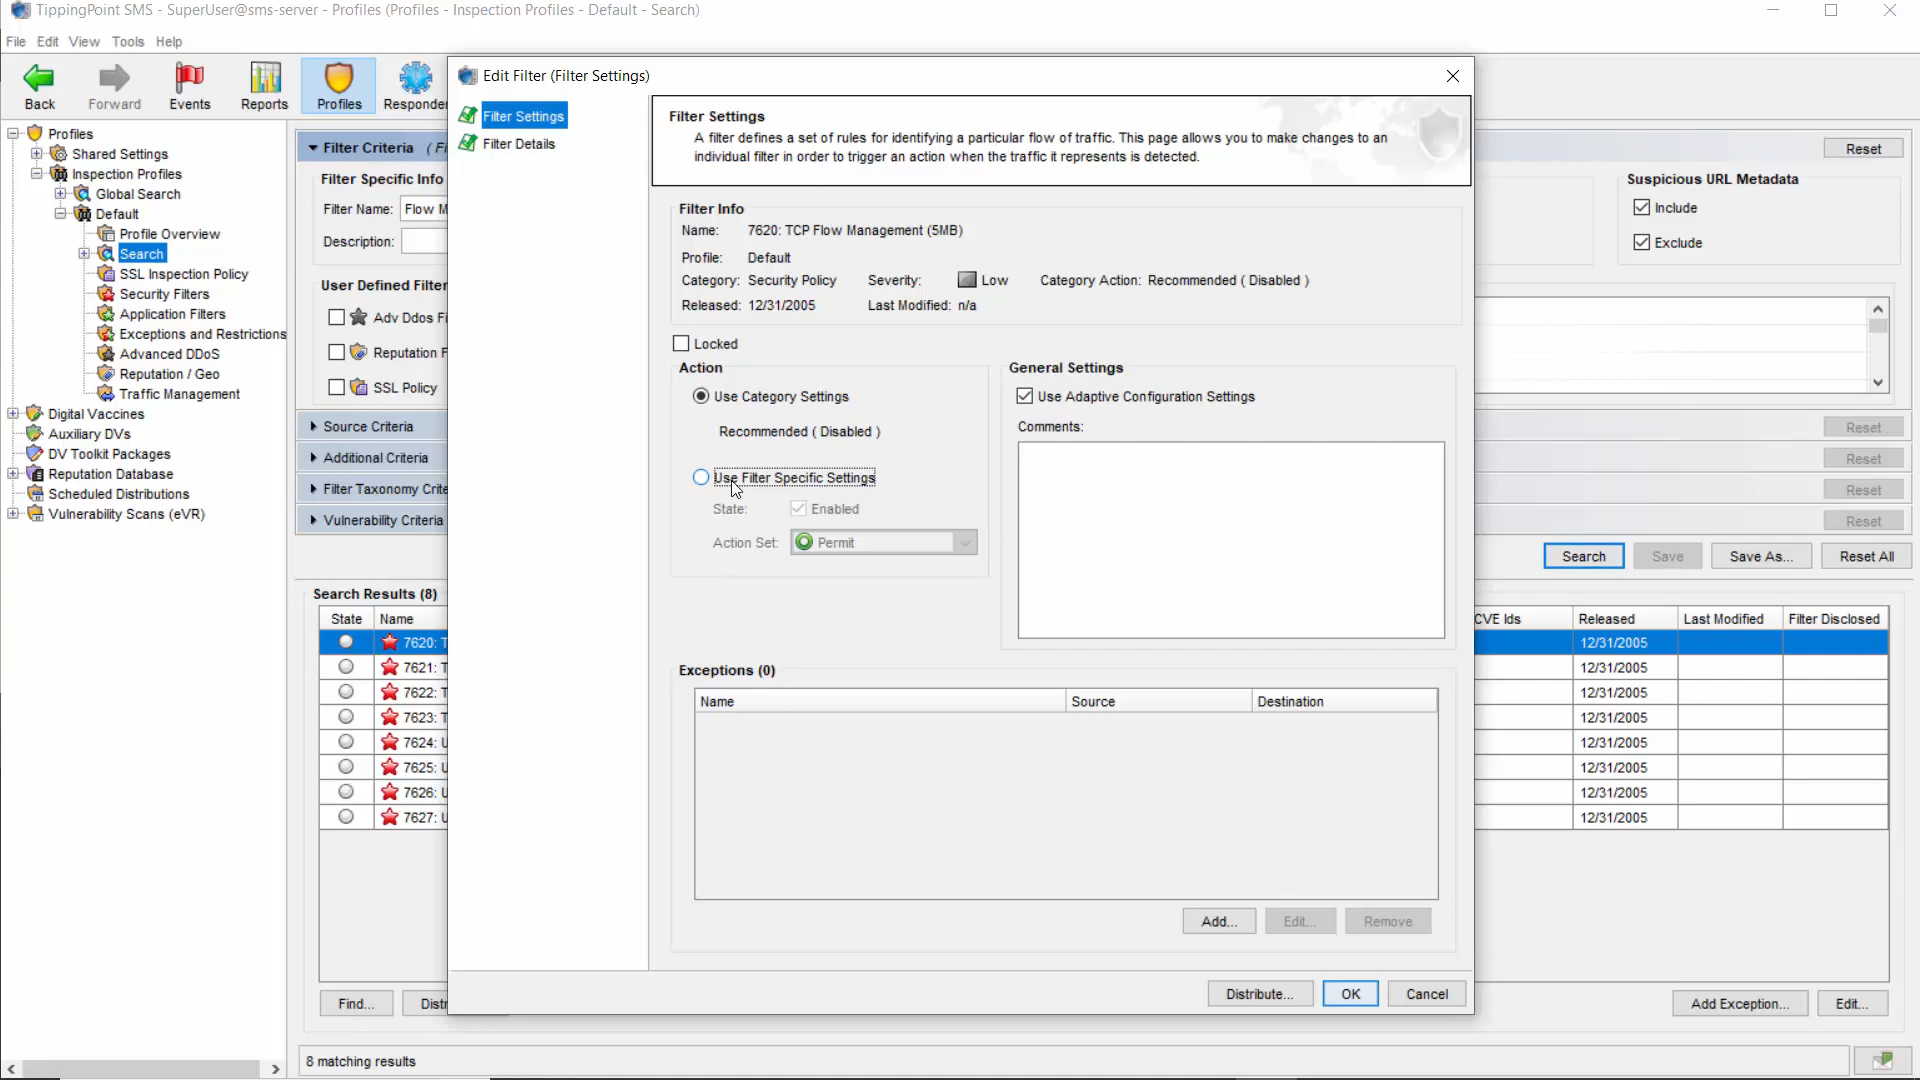 TippingPoint SMS - SuperUser@sms-server - Profiles (Profiles - Inspection Profiles - Default - Search)
File Edit View Tools Help
Back
Forward
Events
Reports
Profiles
Responder
Profiles
Shared Settings
Inspection Profiles
Global Search
Default
Profile Overview
Search
SSL Inspection Policy
Security Filters
Application Filters
Exceptions and Restrictions
Advanced DDoS
Reputation / Geo
Traffic Management
Digital Vaccines
Auxiliary DVs
DV Toolkit Packages
Reputation Database
Scheduled Distributions
Vulnerability Scans (eVR)
Filter Criteria
Filter Specific Info
Filter Name: Flow M
Description:
User Defined Filter
Adv Ddos Fi
Reputation F
SSL Policy
Source Criteria
Additional Criteria
Filter Taxonomy Crite
Vulnerability Criteria
Edit Filter (Filter Settings)
Filter Settings
Filter Details
Filter Settings
A filter defines a set of rules for identifying a particular flow of traffic. This page allows you to make changes to an
individual filter in order to trigger an action when the traffic it represents is detected.
Filter Info
Name: 7620: TCP Flow Management (5MB)
Profile: Default
Category: Security Policy Severity: Low Category Action: Recommended ( Disabled )
Released: 12/31/2005 Last Modified: n/a
Locked
Action
Use Category Settings
Recommended ( Disabled )
Use Filter Specific Settings
State: Enabled
Action Set: Permit
General Settings
Use Adaptive Configuration Settings
Comments:
Exceptions (0)
Name Source Destination
Add... Edit... Remove
Distribute... OK Cancel
Reset
Suspicious URL Metadata
Include
Exclude
Reset
Reset
Reset
Reset
Search Save Save As... Reset All
Search Results (8)
State Name CVE Ids Released Last Modified Filter Disclosed
7620: T 12/31/2005
7621: T 12/31/2005
7622: T 12/31/2005
7623: T 12/31/2005
7624: U 12/31/2005
7625: U 12/31/2005
7626: U 12/31/2005
7627: U 12/31/2005
Find... Distr Add Exception... Edit...
8 matching results